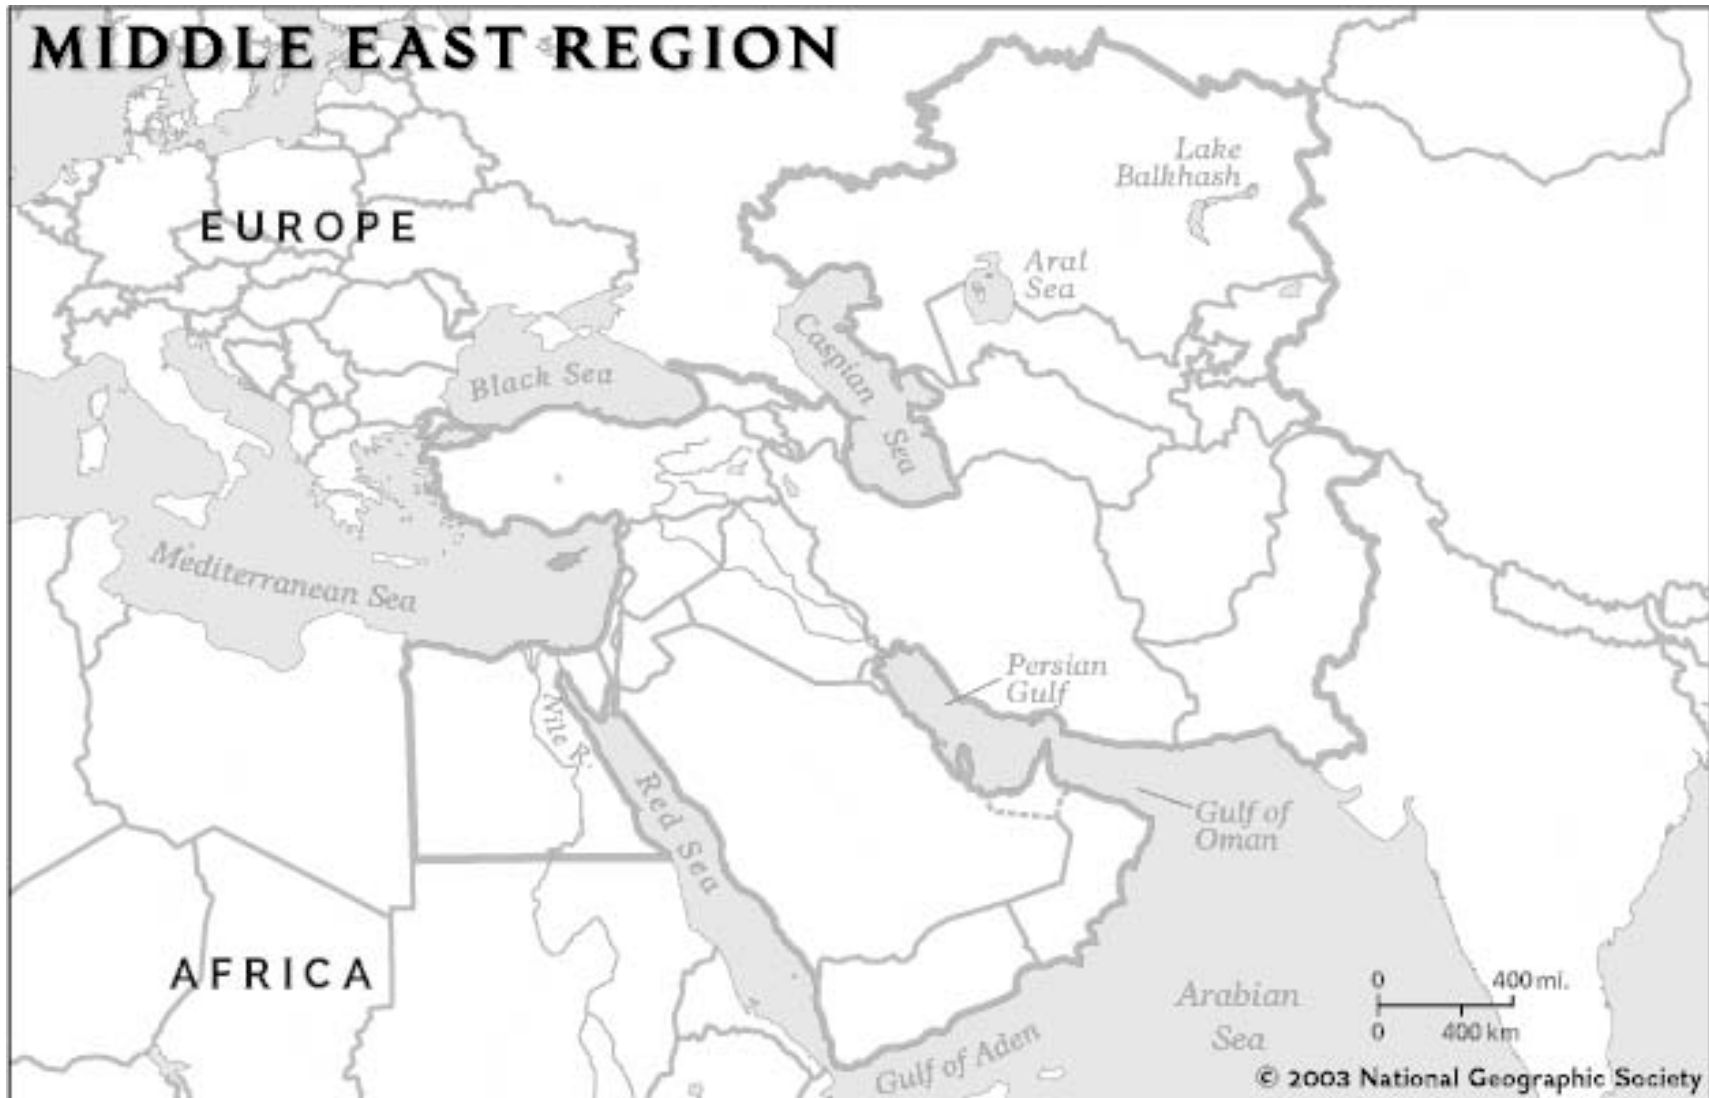 MIDDLE EAST REGION
Lake
Balkhash
EUROPE
Aral
Sea
Caspian
Sea
Black Sea
Mediterranean Sea
Persian
Gulf
Nile R.
Red Sea
Gulf of
Oman
AFRICA
0 400 mi.
0 400 km
Arabian
Sea
Gulf of Aden
© 2003 National Geographic Society